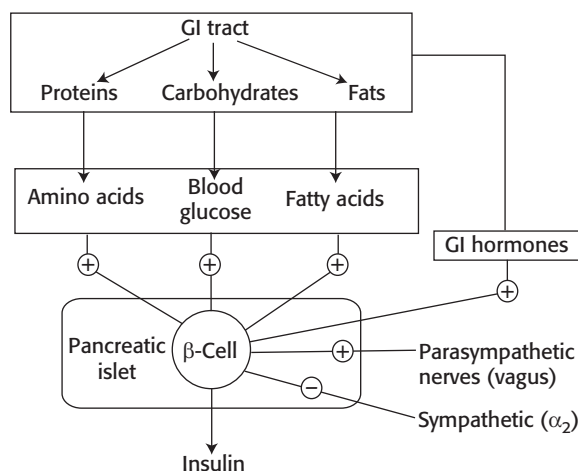 GI tract
Proteins Carbohydrates Fats
Amino acids Blood glucose Fatty acids
GI hormones
+ + +
+
Pancreatic islet
β-Cell
+
Parasympathetic
nerves (vagus)
−
Sympathetic (α2)
Insulin